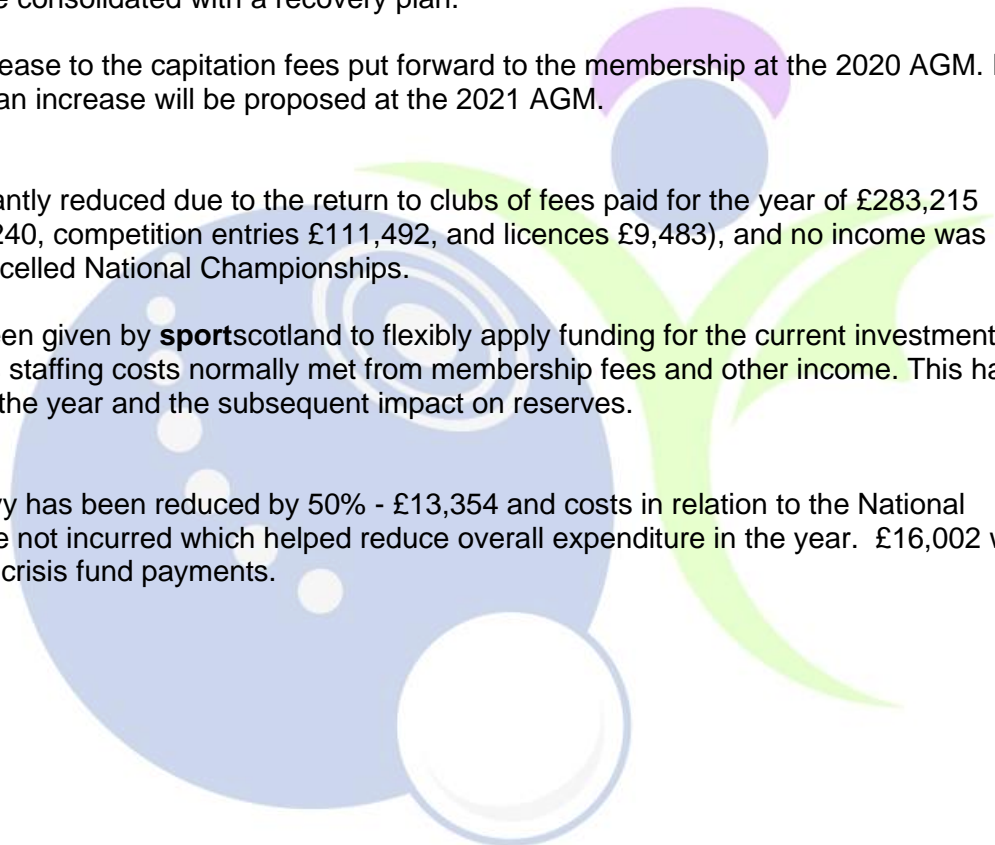 consolidated with a recovery plan.
to the capitation fees put forward to the membership at the 2020 AGM.
an increase will be proposed at the 2021 AGM.
reduced due to the return to clubs of fees paid for the year of £283,215
240, competition entries £111,492, and licences £9,483), and no income was
National Championships.
given by sportscotland to flexibly apply funding for the current investment
staffing costs normally met from membership fees and other income. This
the year and the subsequent impact on reserves.
has been reduced by 50% - £13,354 and costs in relation to the National
not incurred which helped reduce overall expenditure in the year. £16,002
crisis fund payments.